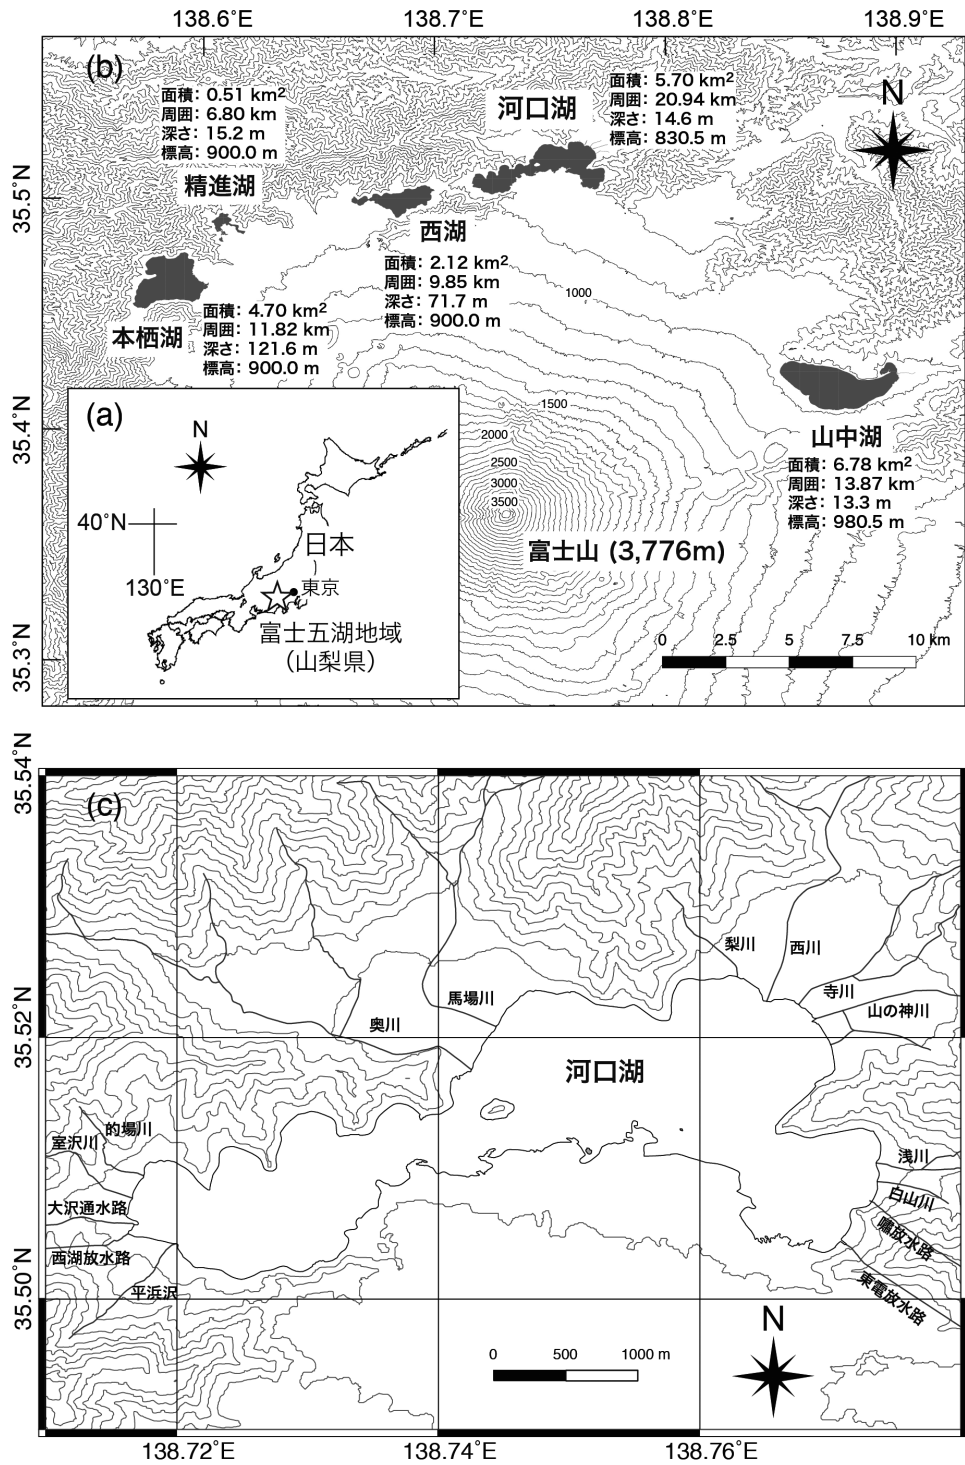 138.6˚E 138.7˚E 138.8˚E 138.9˚E
(b)
面積: 0.51 km²
周囲: 6.80 km
深さ: 15.2 m
標高: 900.0 m
精進湖
河口湖
面積: 5.70 km²
周囲: 20.94 km
深さ: 14.6 m
標高: 830.5 m
N
35.5˚N
西湖
面積: 2.12 km²
周囲: 9.85 km
深さ: 71.7 m
標高: 900.0 m
本栖湖
面積: 4.70 km²
周囲: 11.82 km
深さ: 121.6 m
標高: 900.0 m
1000
1500
2000
2500
3000
3500
35.4˚N
山中湖
面積: 6.78 km²
周囲: 13.87 km
深さ: 13.3 m
標高: 980.5 m
富士山 (3,776m)
(a)
N
40˚N
130˚E
日本
東京
富士五湖地域
（山梨県）
35.3˚N
0 2.5 5 7.5 10 km
35.54˚N
(c)
梨川
西川
馬場川
奥川
寺川
山の神川
35.52˚N
河口湖
的場川
室沢川
浅川
大沢通水路
白山川
嘯放水路
西湖放水路
平浜沢
東電放水路
35.50˚N
N
0 500 1000 m
138.72˚E 138.74˚E 138.76˚E